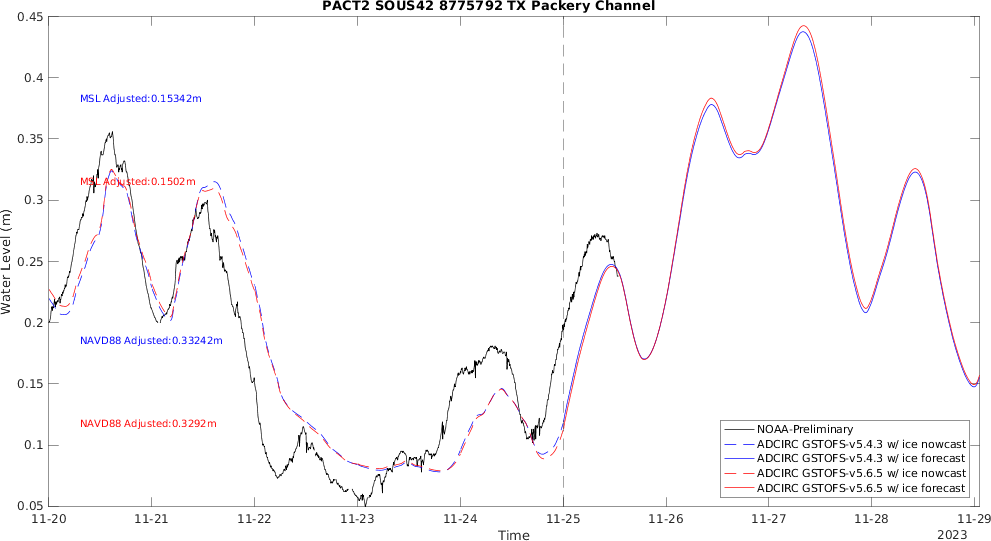 PACT2 SOUS42 8775792 TX Packery Channel
0.45
0.4
0.35
0.3
0.25
0.2
0.15
0.1
0.05
Water Level (m)
MSL Adjusted:0.15342m
MSL Adjusted:0.1502m
NAVD88 Adjusted:0.33242m
NAVD88 Adjusted:0.3292m
NOAA-Preliminary
ADCIRC GSTOFS-v5.4.3 w/ ice nowcast
ADCIRC GSTOFS-v5.4.3 w/ ice forecast
ADCIRC GSTOFS-v5.6.5 w/ ice nowcast
ADCIRC GSTOFS-v5.6.5 w/ ice forecast
11-20 11-21 11-22 11-23 11-24 11-25 11-26 11-27 11-28 11-29
Time
2023